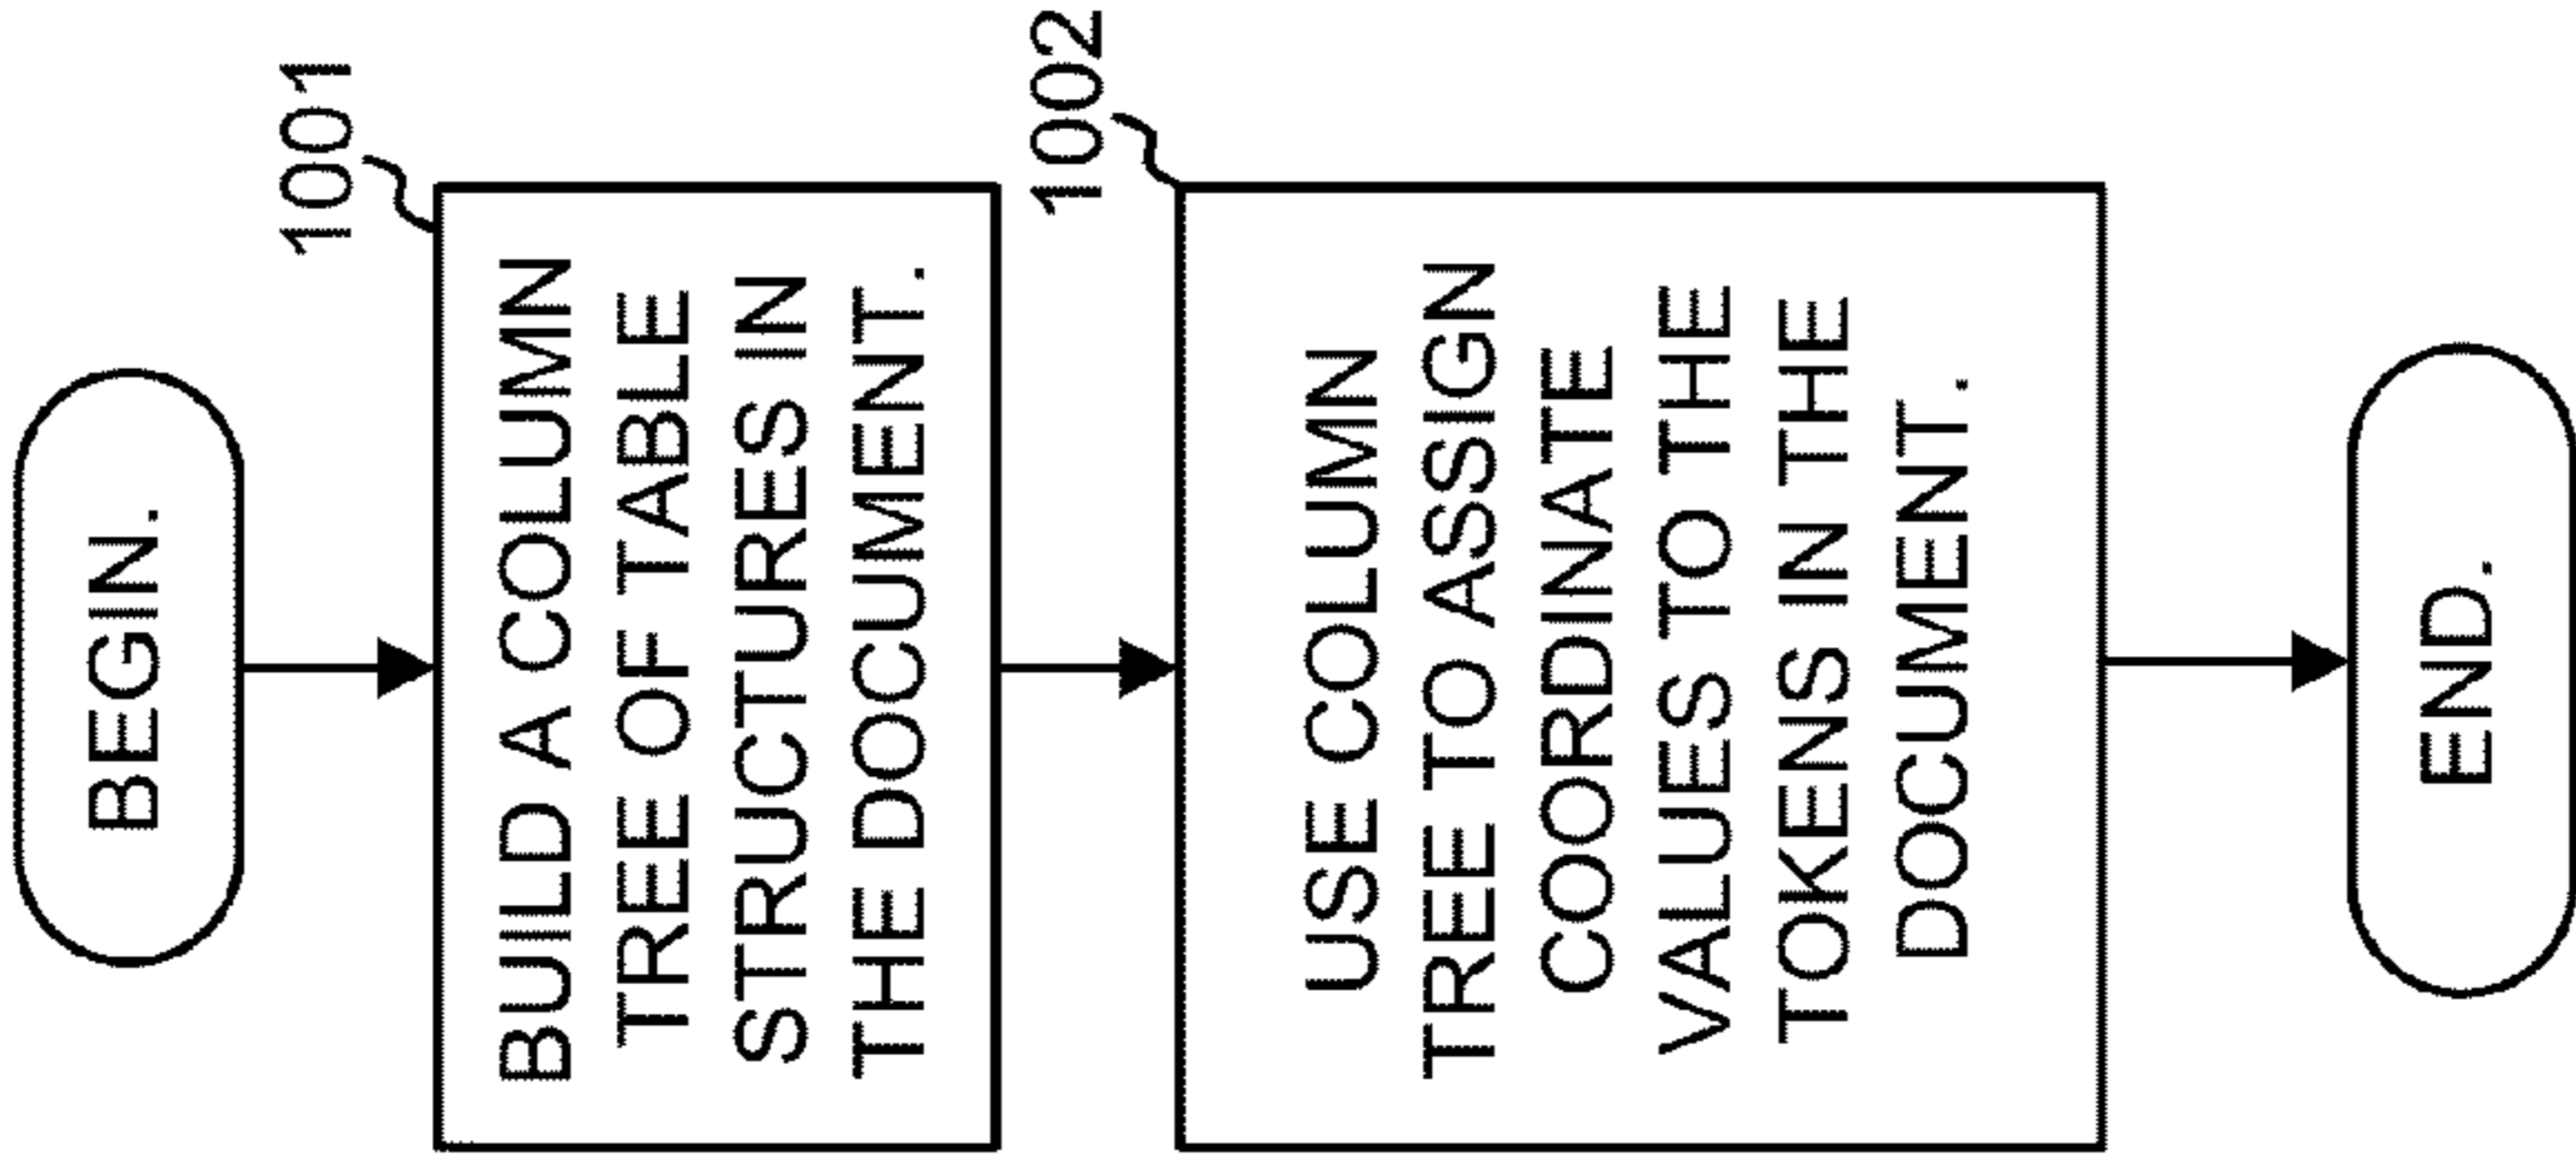 BEGIN.
1001
BUILD A COLUMN
TREE OF TABLE
STRUCTURES IN
THE DOCUMENT.
1002
USE COLUMN
TREE TO ASSIGN
COORDINATE
VALUES TO THE
TOKENS IN THE
DOCUMENT.
END.